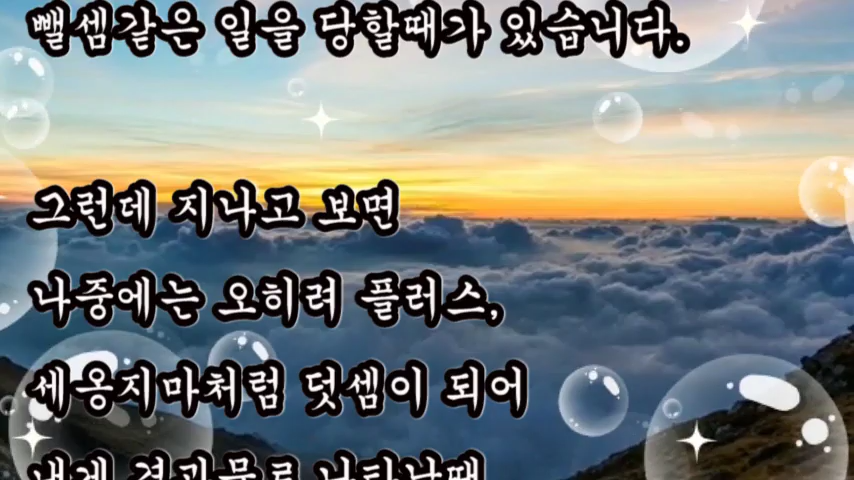 뺄셈같은 일을 당할때가 있습니다.
그런데 지나고 보면
나중에는 오히려 플러스,
세옹지마처럼 덧셈이 되어
내게 결과물로 나타날때